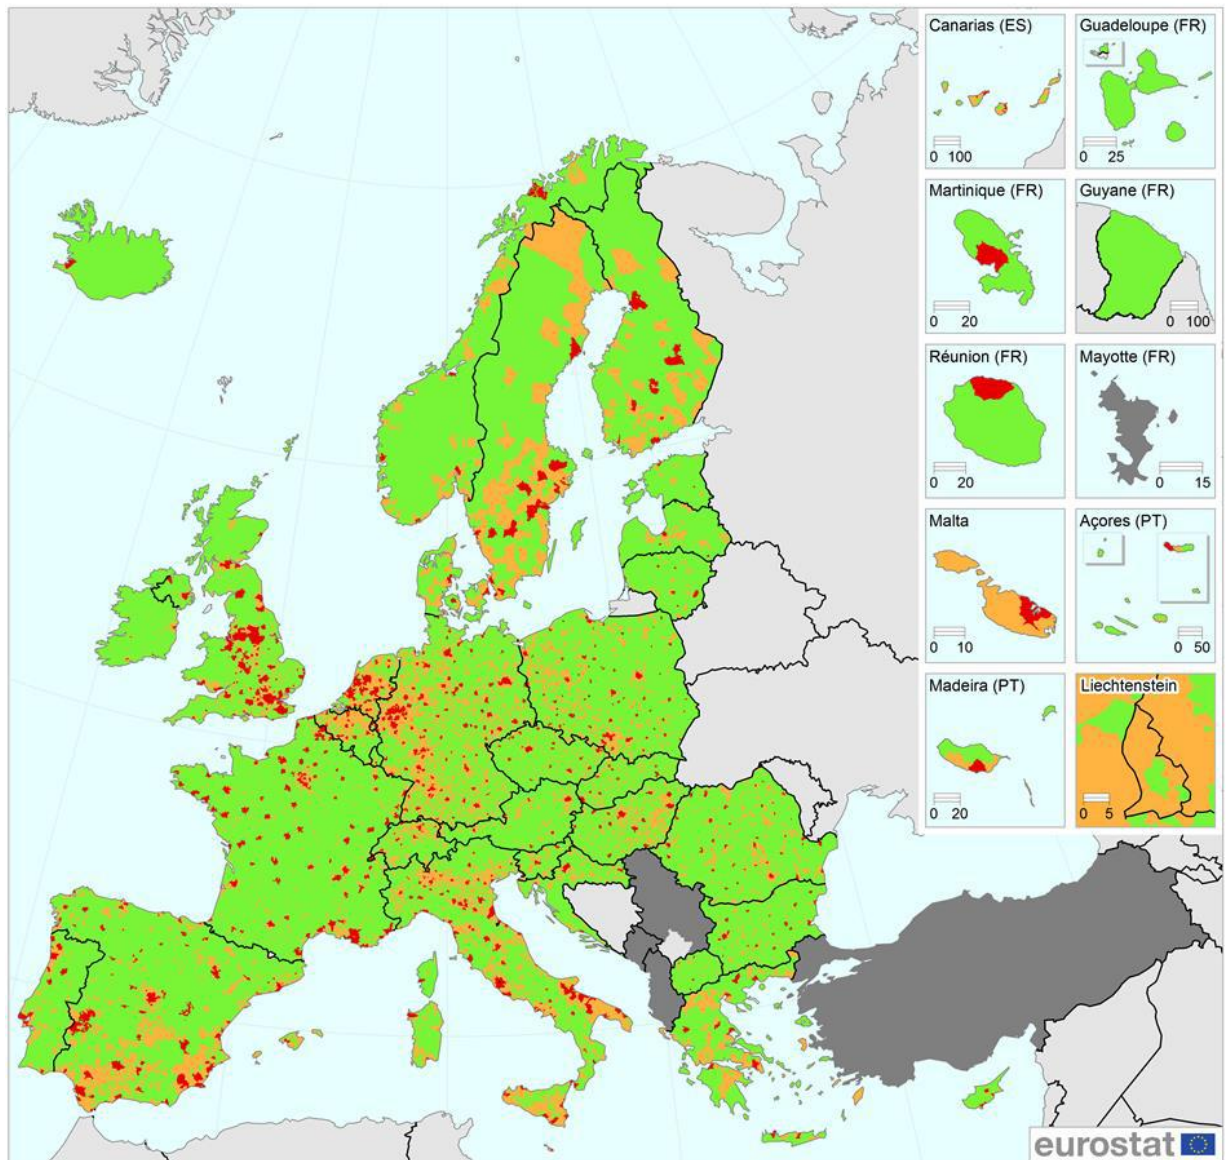 Canarias (ES)
0 100
Guadeloupe (FR)
0 25
Martinique (FR)
0 20
Guyane (FR)
0 100
Réunion (FR)
0 20
Mayotte (FR)
0 15
Malta
0 10
Açores (PT)
0 50
Madeira (PT)
0 20
Liechtenstein
0 5
eurostat